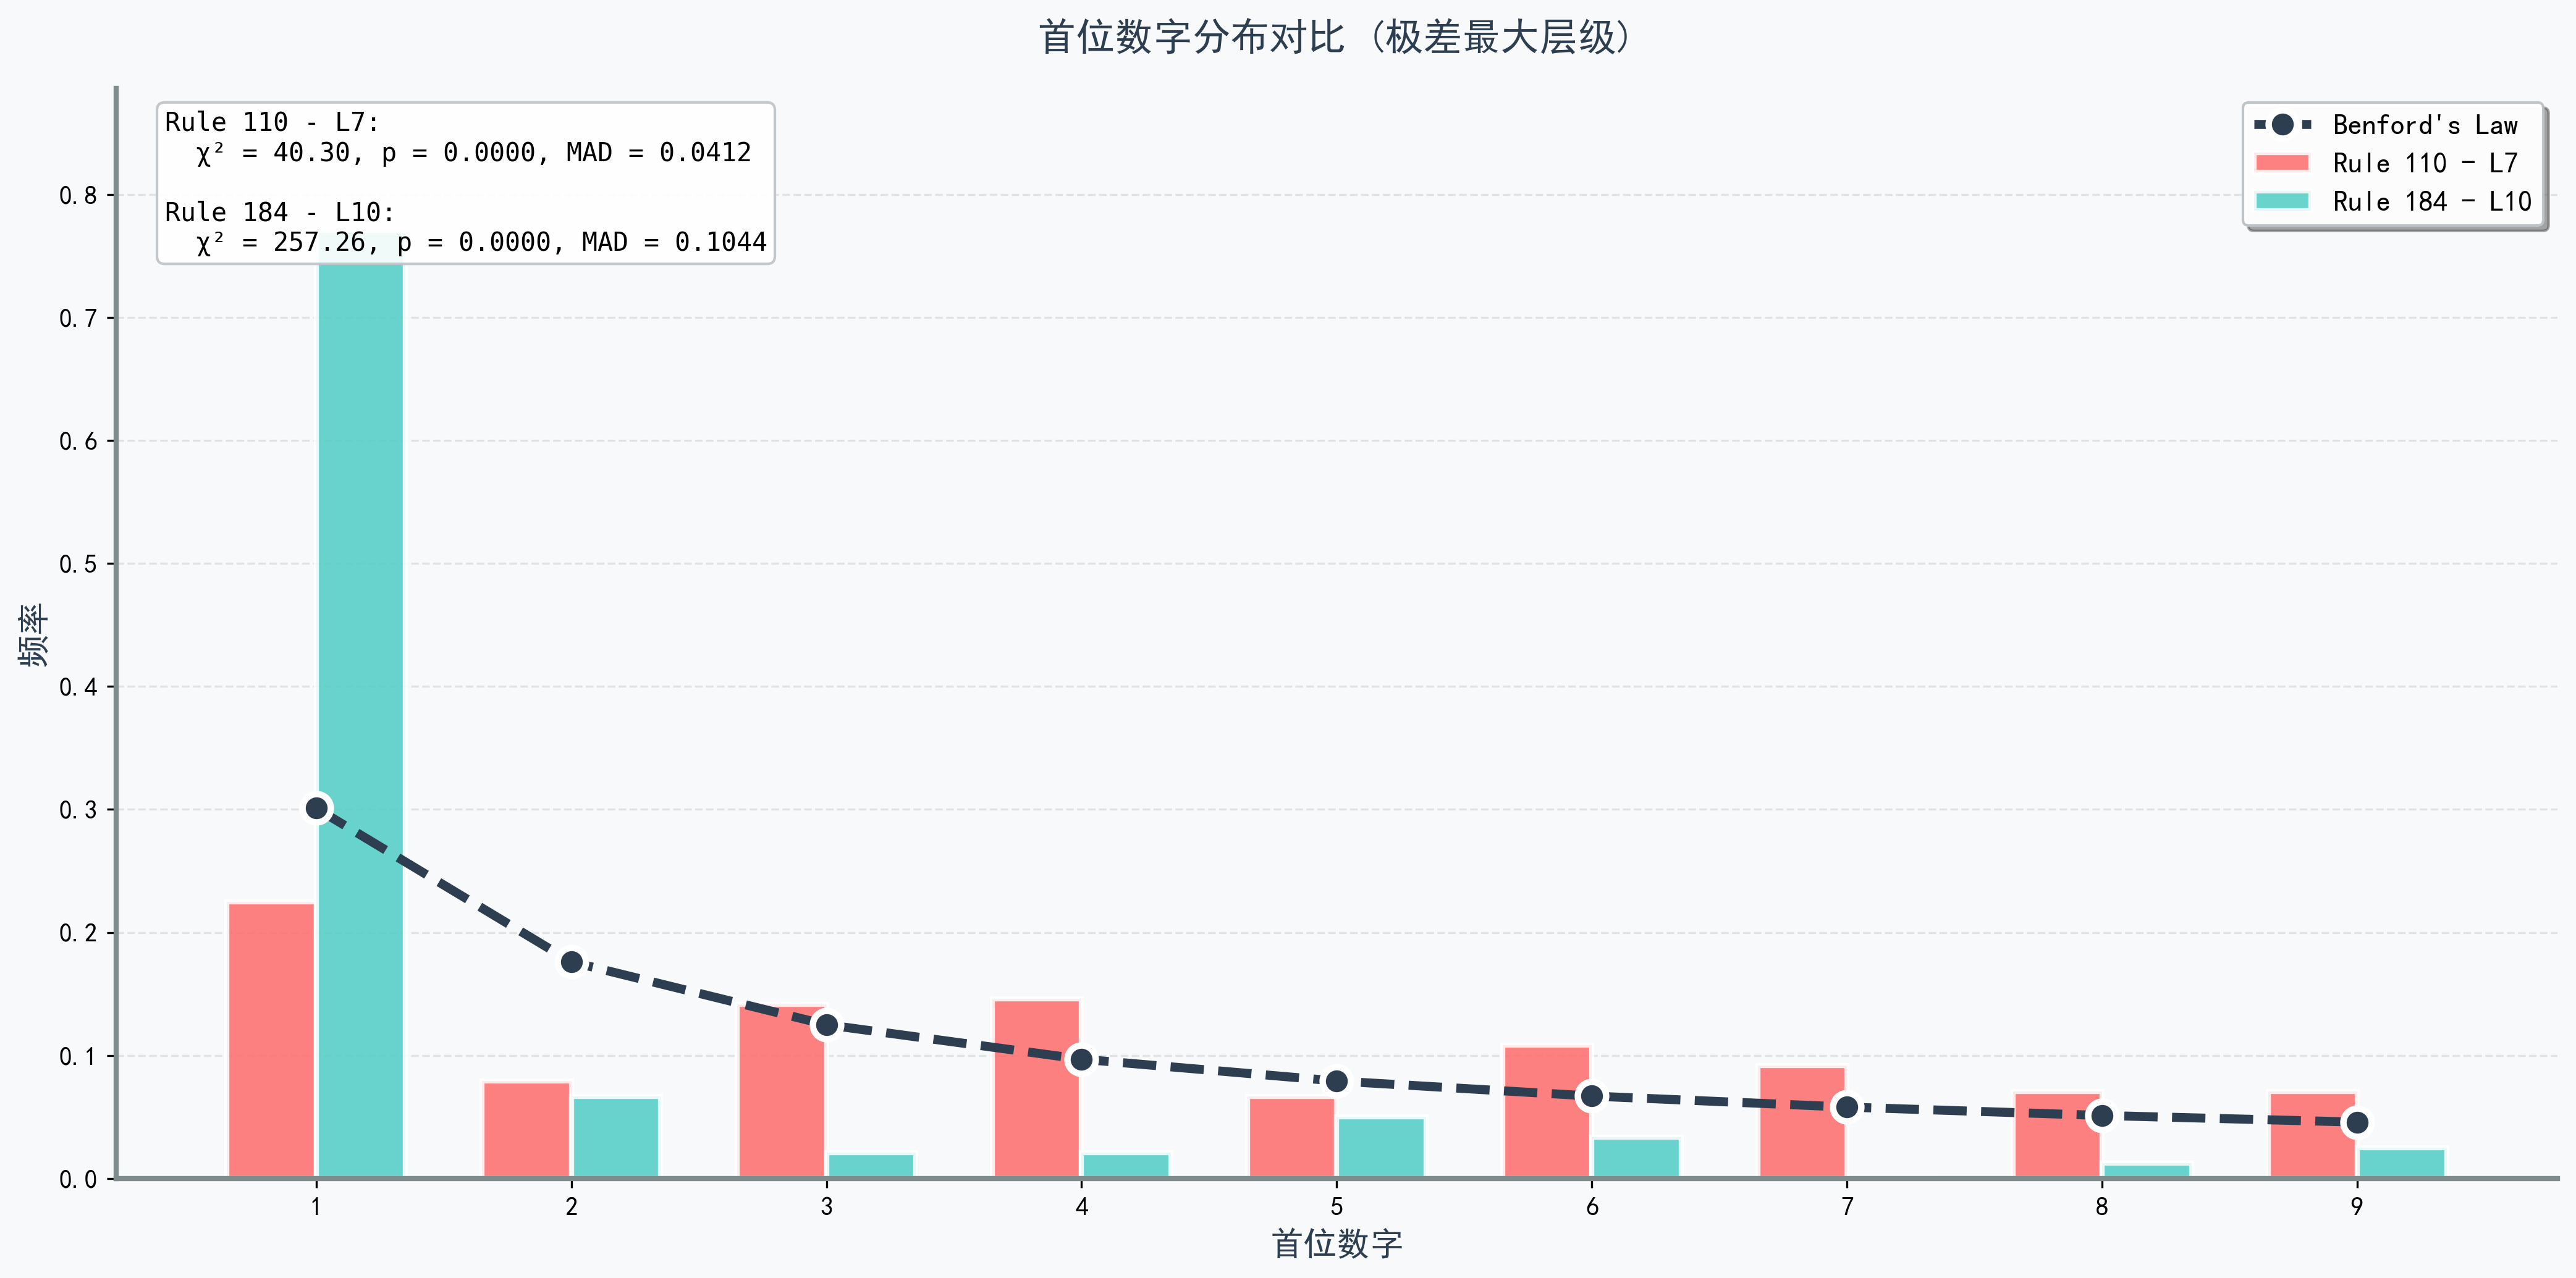 首位数字分布对比 (极差最大层级)
Rule 110 - L7:
χ² = 40.30, p = 0.0000, MAD = 0.0412
Rule 184 - L10:
χ² = 257.26, p = 0.0000, MAD = 0.1044
Benford's Law
Rule 110 - L7
Rule 184 - L10
0.8
0.7
0.6
0.5
0.4
0.3
0.2
0.1
0.0
频率
1 2 3 4 5 6 7 8 9
首位数字